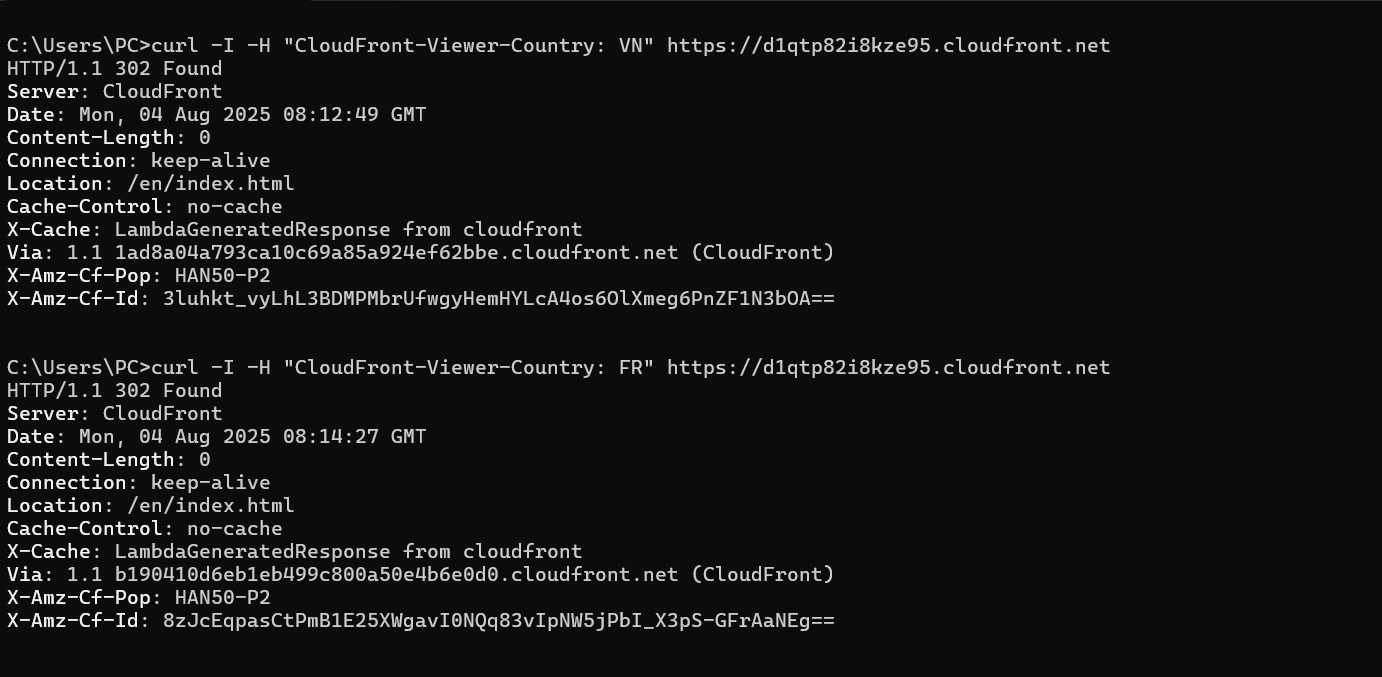 C:\Users\PC>curl -I -H "CloudFront-Viewer-Country: VN" https://d1qtp82i8kze95.cloudfront.net
HTTP/1.1 302 Found
Server: CloudFront
Date: Mon, 04 Aug 2025 08:12:49 GMT
Content-Length: 0
Connection: keep-alive
Location: /en/index.html
Cache-Control: no-cache
X-Cache: LambdaGeneratedResponse from cloudfront
Via: 1.1 1ad8a04a793ca10c69a85a924ef62bbe.cloudfront.net (CloudFront)
X-Amz-Cf-Pop: HAN50-P2
X-Amz-Cf-Id: 3luhkt_vyLhL3BDMPMbrUfwgyHemHYLcA4os6OlXmeg6PnZF1N3bOA==
C:\Users\PC>curl -I -H "CloudFront-Viewer-Country: FR" https://d1qtp82i8kze95.cloudfront.net
HTTP/1.1 302 Found
Server: CloudFront
Date: Mon, 04 Aug 2025 08:14:27 GMT
Content-Length: 0
Connection: keep-alive
Location: /en/index.html
Cache-Control: no-cache
X-Cache: LambdaGeneratedResponse from cloudfront
Via: 1.1 b190410d6eb1eb499c800a50e4b6e0d0.cloudfront.net (CloudFront)
X-Amz-Cf-Pop: HAN50-P2
X-Amz-Cf-Id: 8zJcEqpasCtPmB1E25XWgavI0NQq83vIpNW5jPbI_X3pS-GFrAaNEg==